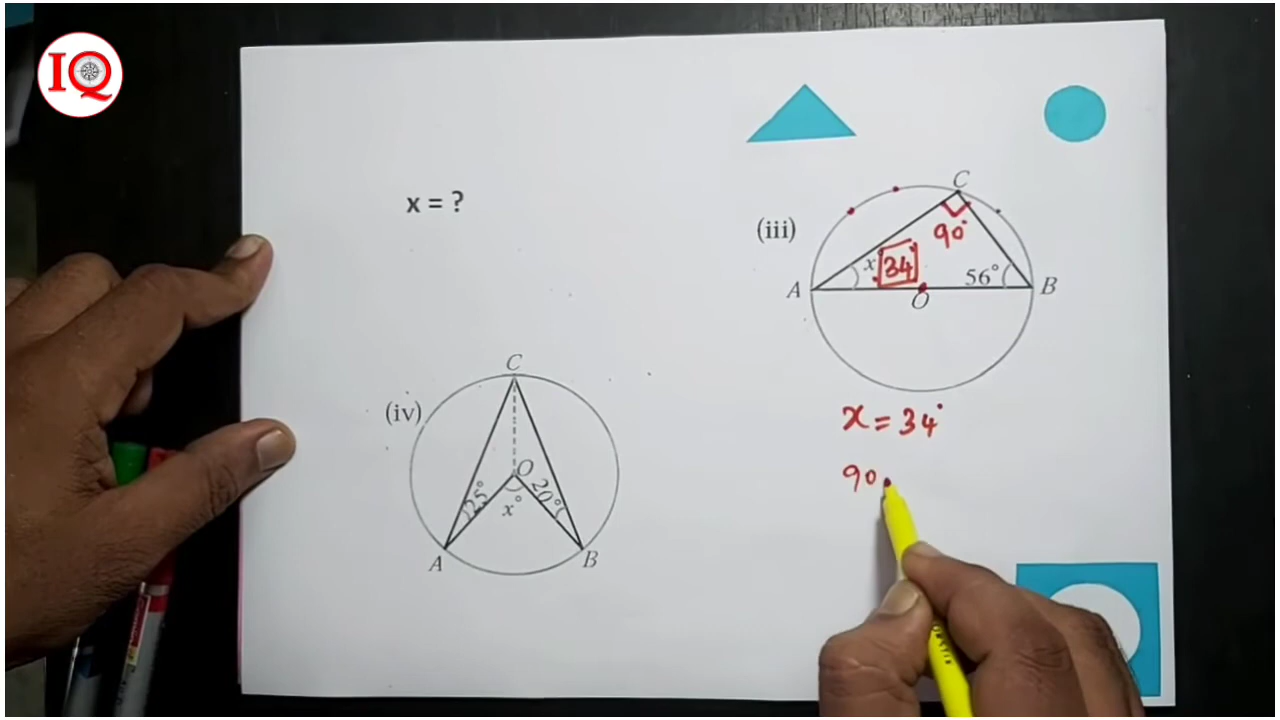 IQ
x = ?
(iii)
C
90°
x° 34
56°
A
O
B
x = 34°
90
(iv)
C
O
25°
20°
x°
A
B